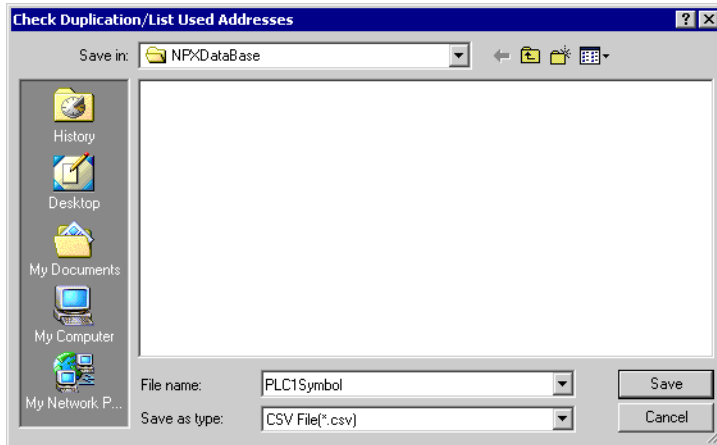 Check Duplication/List Used Addresses
Save in: NPXDataBase
History
Desktop
My Documents
My Computer
My Network P...
File name: PLC1Symbol
Save as type: CSV File(*.csv)
Save
Cancel